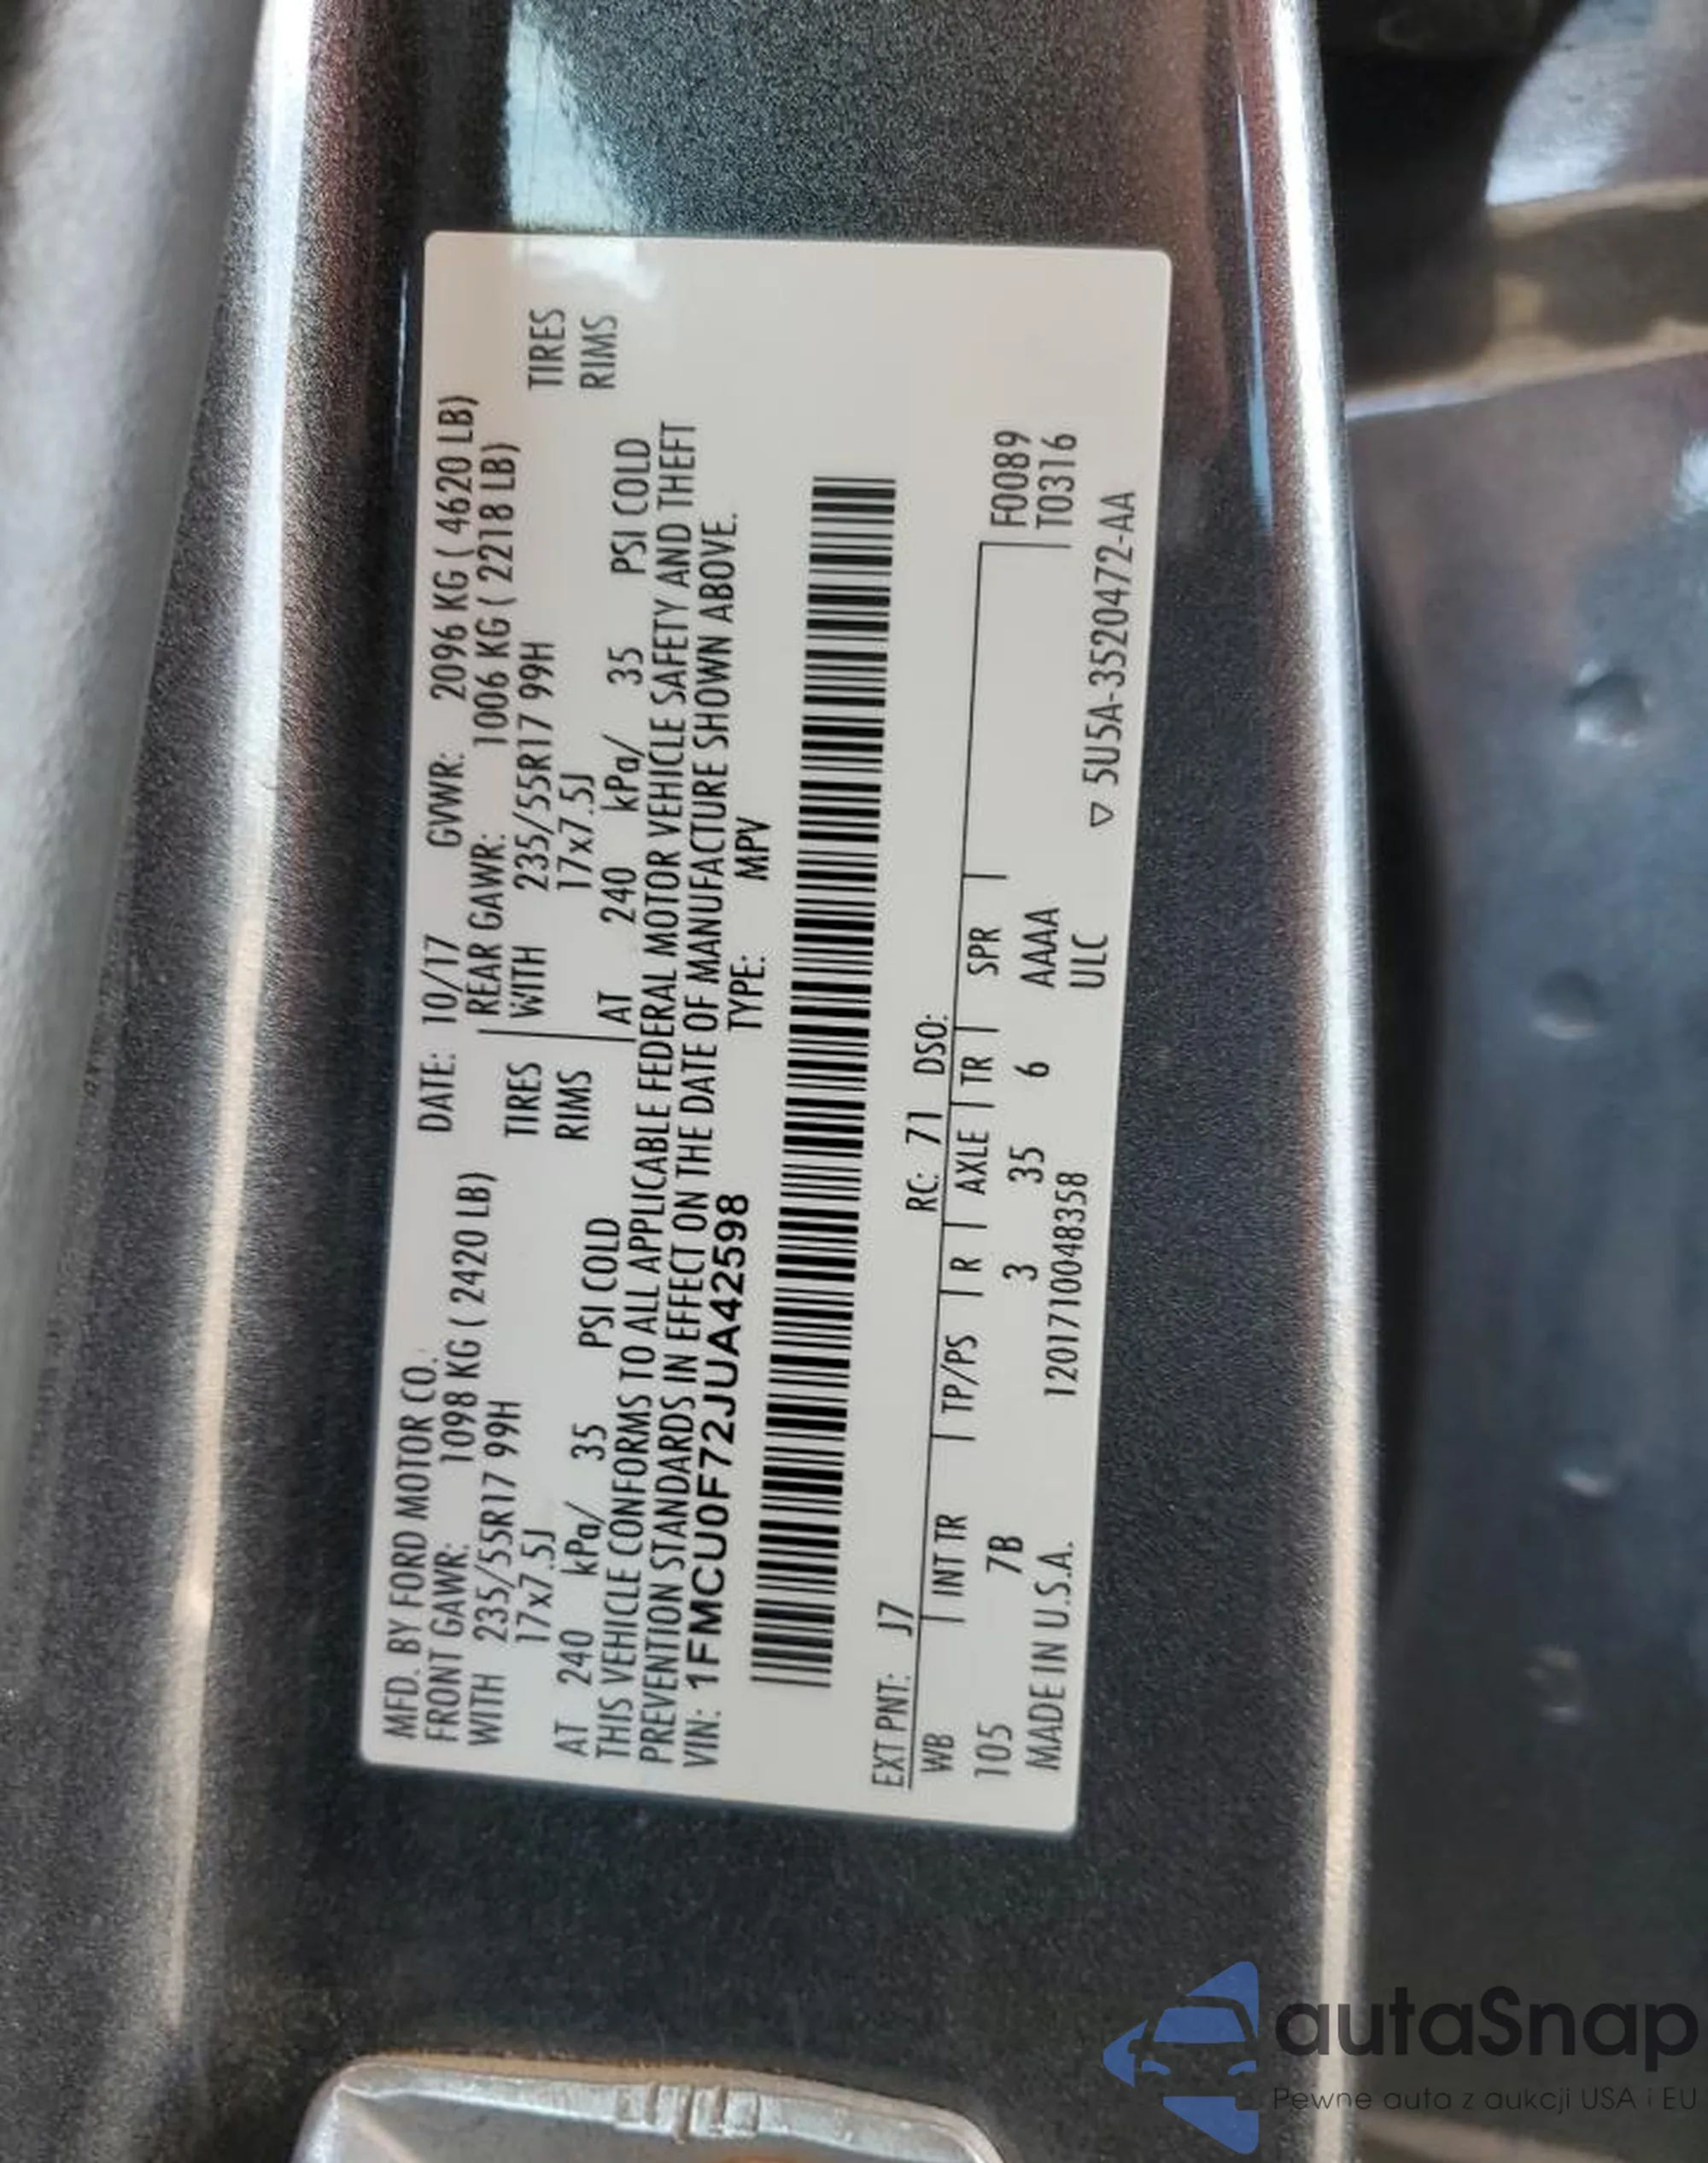 MFD. BY FORD MOTOR CO. DATE: 10/17 GVWR: 2096 KG ( 4620 LB)
FRONT GAWR: 1098 KG ( 2420 LB) REAR GAWR: 1006 KG ( 2218 LB)
WITH 235/55R17 99H TIRES WITH 235/55R17 99H TIRES
17x7.5J RIMS 17x7.5J RIMS
AT 240 kPa/ 35 PSI COLD AT 240 kPa/ 35 PSI COLD
THIS VEHICLE CONFORMS TO ALL APPLICABLE FEDERAL MOTOR VEHICLE SAFETY AND THEFT
PREVENTION STANDARDS IN EFFECT ON THE DATE OF MANUFACTURE SHOWN ABOVE.
VIN: 1FMCU0F72JUA42598 TYPE: MPV
EXT PNT: J7 RC: 71 DSO:
WB INT TR TP/PS R AXLE TR SPR F0089
105 7B 3 35 6 AAAA T0316
MADE IN U.S.A. 1201710048358 ULC ▽ 5U5A-3520472-AA
autaSnap
Pewne auta z aukcji USA i EU